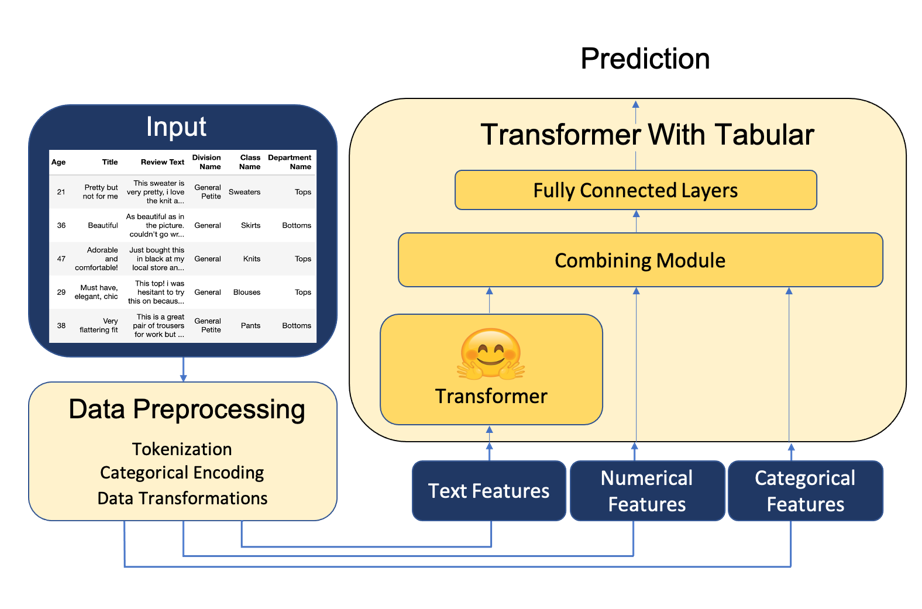 Prediction
Input
Age Title Review Text Division Name Class Name Department Name
21 Pretty but not for me This sweater is very pretty, i love the knit a... General Petite Sweaters Tops
36 Beautiful As beautiful as in the picture. couldn't go wr... General Skirts Bottoms
47 Adorable and comfortable! Just bought this in black at my local store an... General Knits Tops
29 Must have, elegant, chic This top! i was hesitant to try this on becaus... General Blouses Tops
38 Very flattering fit This is a great pair of trousers for work but ... General Petite Pants Bottoms
Data Preprocessing
Tokenization
Categorical Encoding
Data Transformations
Transformer With Tabular
Fully Connected Layers
Combining Module
Transformer
Text Features
Numerical
Features
Categorical
Features